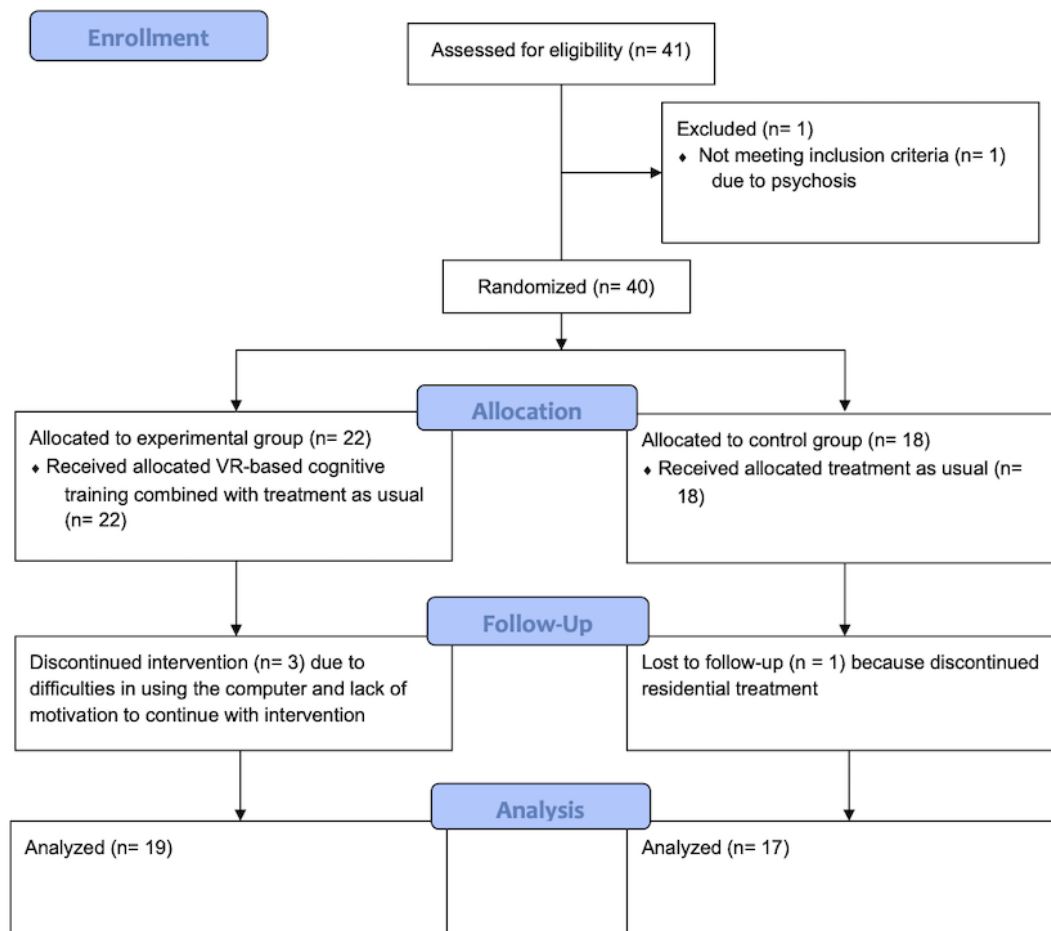 Enrollment
Assessed for eligibility (n= 41)
Excluded (n= 1)
♦ Not meeting inclusion criteria (n= 1)
due to psychosis
Randomized (n= 40)
Allocation
Allocated to experimental group (n= 22)
♦ Received allocated VR-based cognitive
training combined with treatment as usual
(n= 22)
Allocated to control group (n= 18)
♦ Received allocated treatment as usual (n=
18)
Follow-Up
Discontinued intervention (n= 3) due to
difficulties in using the computer and lack of
motivation to continue with intervention
Lost to follow-up (n = 1) because discontinued
residential treatment
Analysis
Analyzed (n= 19)
Analyzed (n= 17)